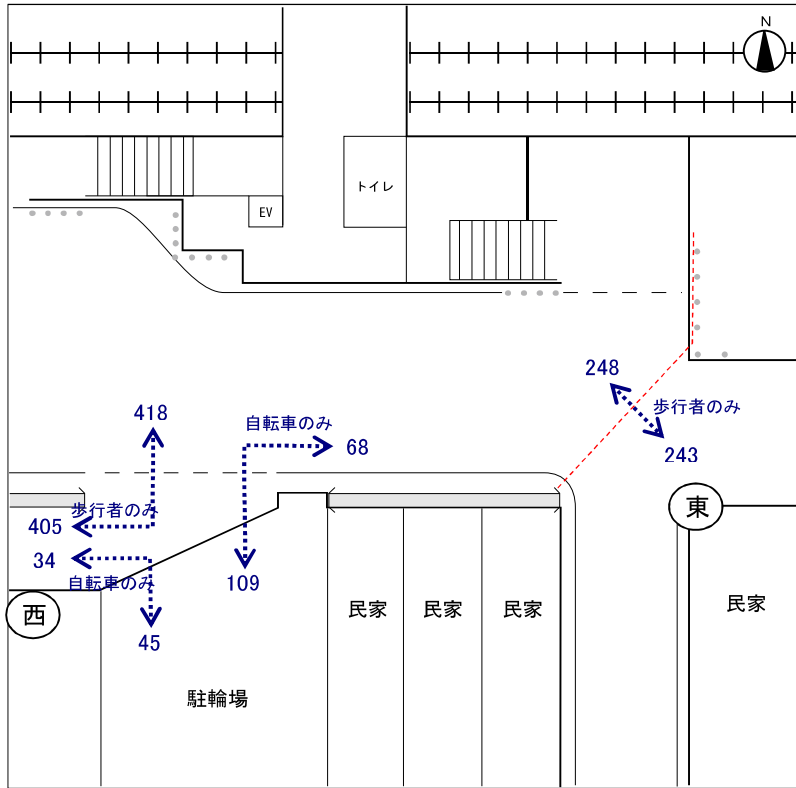 N
トイレ
EV
248
歩行者のみ
243
418
自転車のみ
68
歩行者のみ
405
34
自転車のみ
109
45
東
西
民家
民家
民家
民家
駐輪場